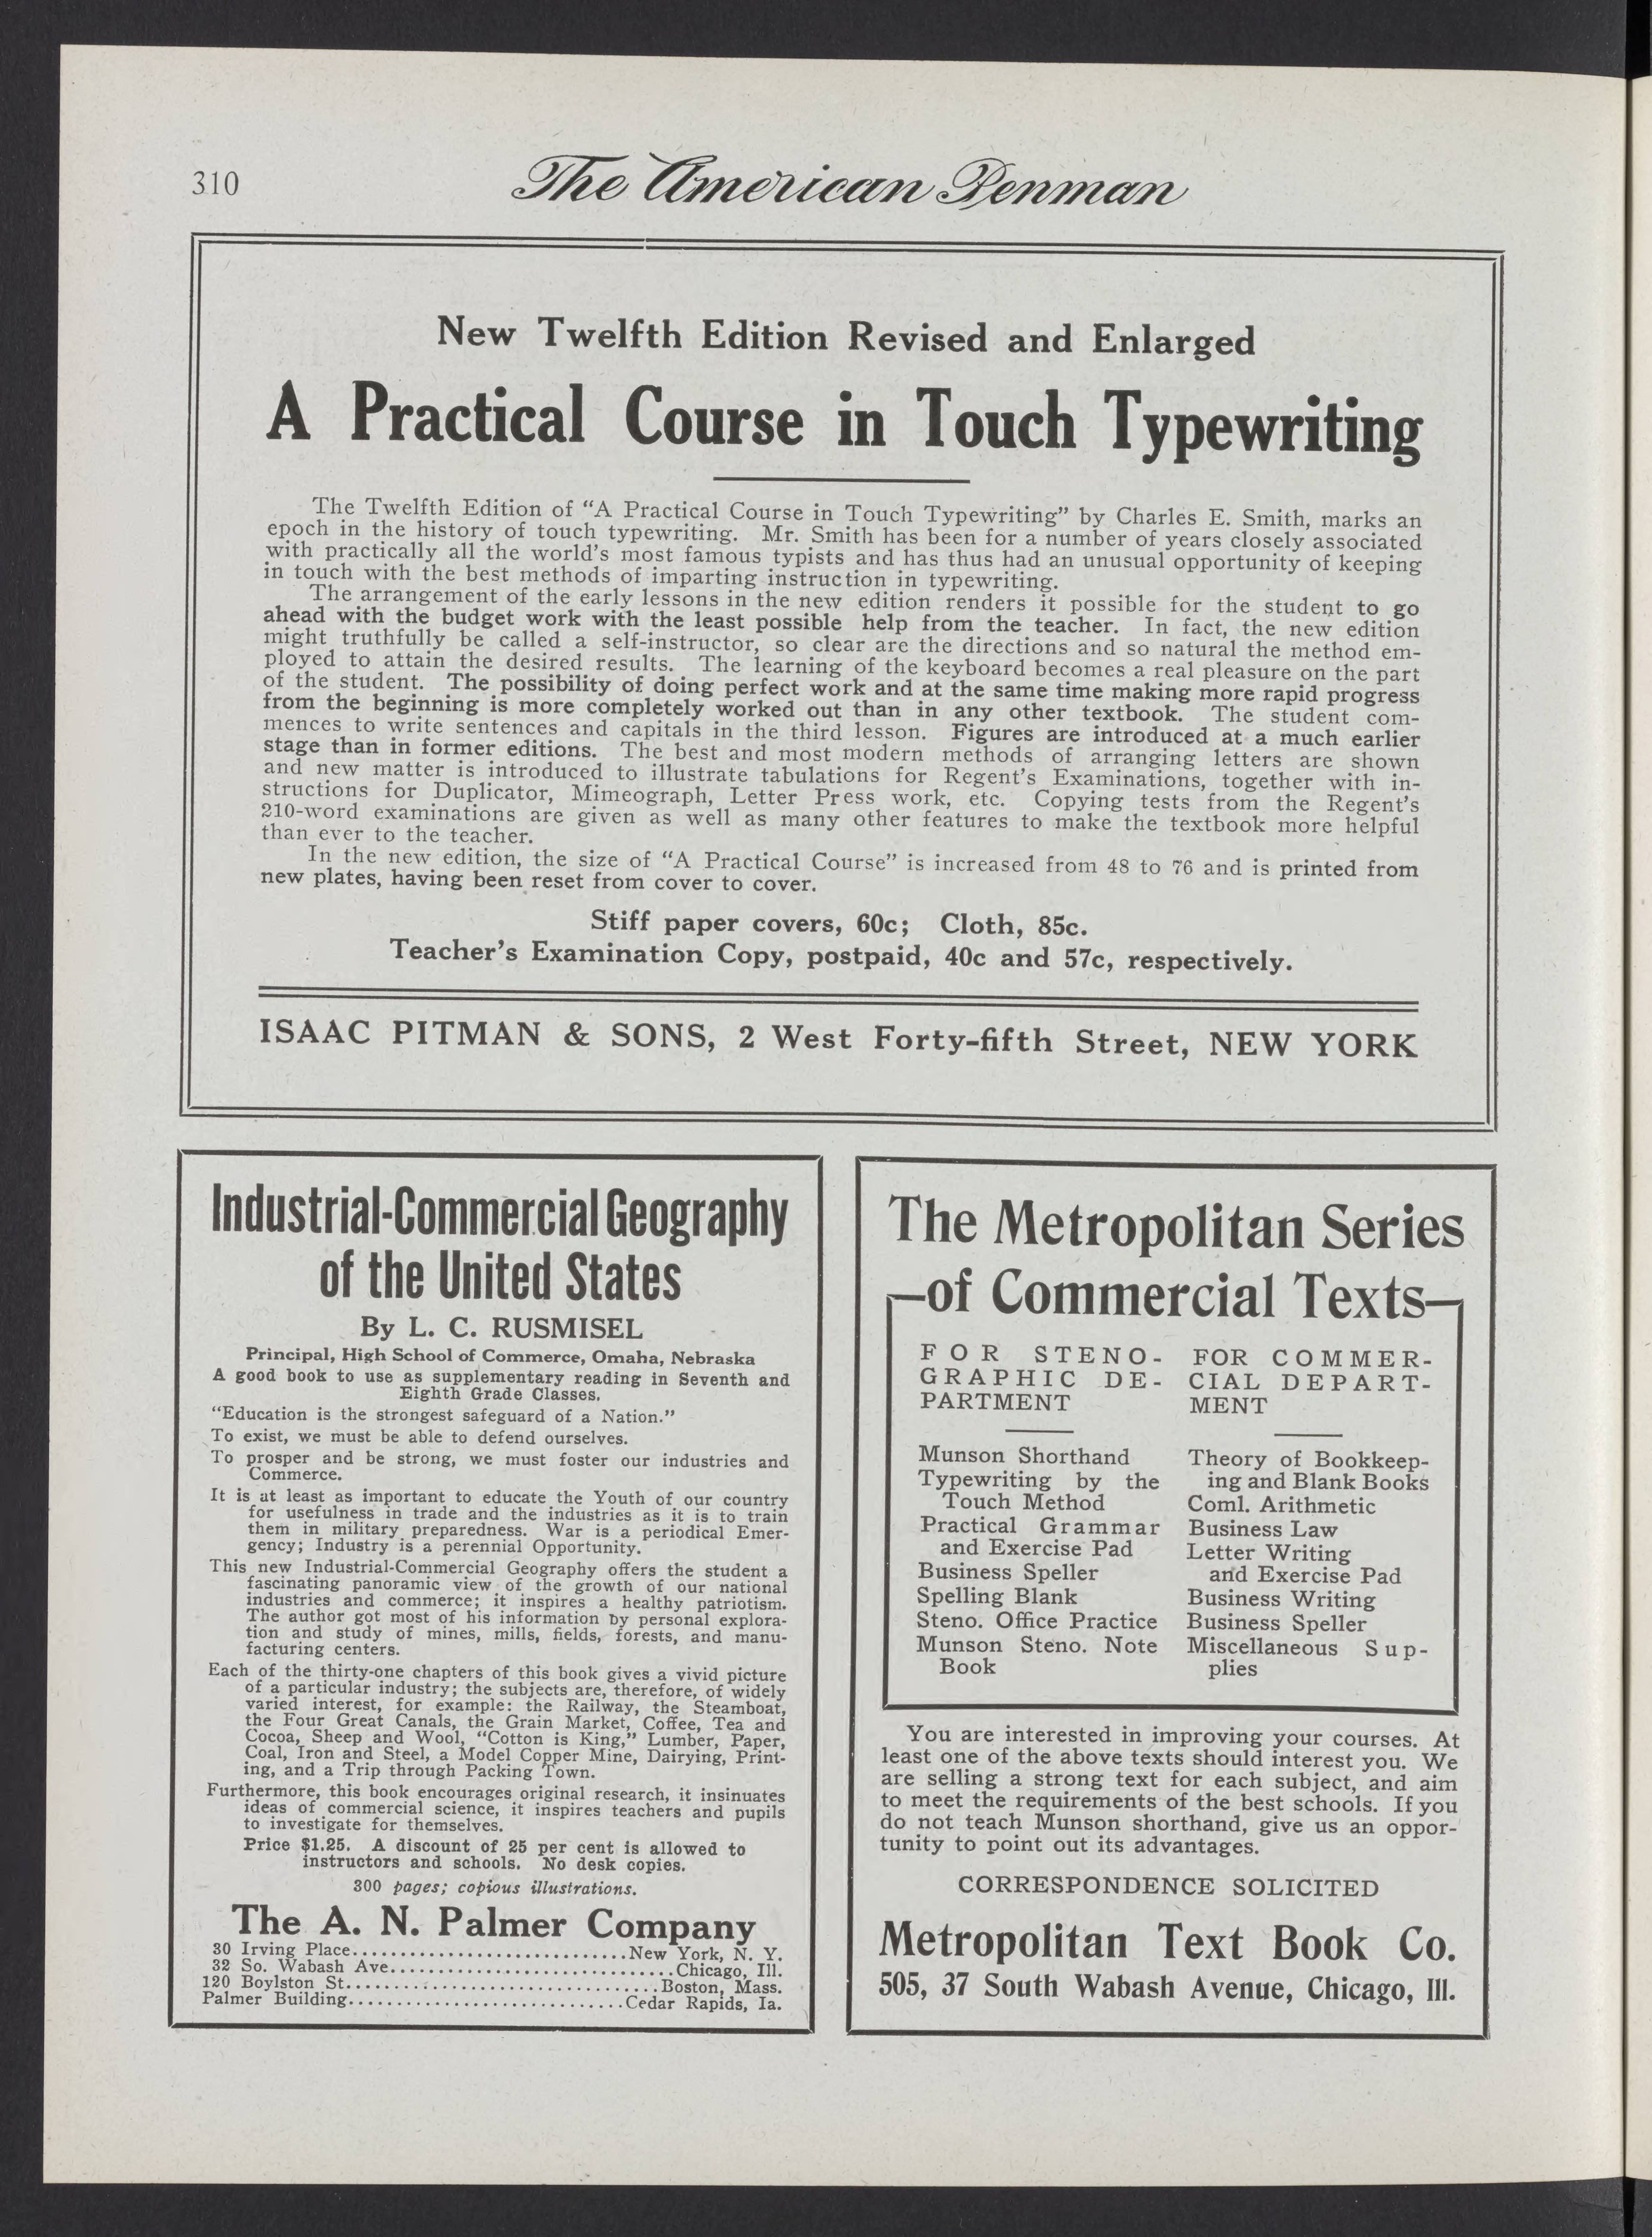 310
The American Penman
New Twelfth Edition Revised and Enlarged
A Practical Course in Touch Typewriting
The Twelfth Edition of “A Practical Course in Touch Typewriting” by Charles E. Smith, marks an
epoch in the history of touch typewriting. Mr. Smith has been for a number of years closely associated
with practically all the world’s most famous typists and has thus had an unusual opportunity of keeping
in touch with the best methods of imparting instruction in typewriting.
The arrangement of the early lessons in the new edition renders it possible for the student to go
ahead with the budget work with the least possible help from the teacher. In fact, the new edition
might truthfully be called a self-instructor, so clear are the directions and so natural the method em-
ployed to attain the desired results. The learning of the keyboard becomes a real pleasure on the part
of the student. The possibility of doing perfect work and at the same time making more rapid progress
from the beginning is more completely worked out than in any other textbook. The student com-
mences to write sentences and capitals in the third lesson. Figures are introduced at a much earlier
stage than in former editions. The best and most modern methods of arranging letters are shown
and new matter is introduced to illustrate tabulations for Regent’s Examinations, together with in-
structions for Duplicator, Mimeograph, Letter Press work, etc. Copying tests from the Regent’s
210-word examinations are given as well as many other features to make the textbook more helpful
than ever to the teacher.
In the new edition, the size of “A Practical Course” is increased from 48 to 76 and is printed from
new plates, having been reset from cover to cover.
Stiff paper covers, 60c; Cloth, 85c.
Teacher’s Examination Copy, postpaid, 40c and 57c, respectively.
ISAAC PITMAN & SONS, 2 West Forty-fifth Street, NEW YORK
Industrial-Commercial Geography
of the United States
By L. C. RUSMISEL
Principal, High School of Commerce, Omaha, Nebraska
A good book to use as supplementary reading in Seventh and
Eighth Grade Classes.
“Education is the strongest safeguard of a Nation.”
To exist, we must be able to defend ourselves.
To prosper and be strong, we must foster our industries and
Commerce.
It is at least as important to educate the Youth of our country
for usefulness in trade and the industries as it is to train
them in military preparedness. War is a periodical Emer-
gency; Industry is a perennial Opportunity.
This new Industrial-Commercial Geography offers the student a
fascinating panoramic view of the growth of our national
industries and commerce; it inspires a healthy patriotism.
The author got most of his information by personal explora-
tion and study of mines, mills, fields, forests, and manu-
facturing centers.
Each of the thirty-one chapters of this book gives a vivid picture
of a particular industry; the subjects are, therefore, of widely
varied interest, for example: the Railway, the Steamboat,
the Four Great Canals, the Grain Market, Coffee, Tea and
Cocoa, Sheep and Wool, “Cotton is King,” Lumber, Paper,
Coal, Iron and Steel, a Model Copper Mine, Dairying, Print-
ing, and a Trip through Packing Town.
Furthermore, this book encourages original research, it insinuates
ideas of commercial science, it inspires teachers and pupils
to investigate for themselves.
Price $1.25. A discount of 25 per cent is allowed to
instructors and schools. No desk copies.
300 pages; copious illustrations.
The A. N. Palmer Company
30 Irving Place............................New York, N. Y.
32 So. Wabash Ave..............................Chicago, Ill.
120 Boylston St.................................Boston, Mass.
Palmer Building.............................Cedar Rapids, Ia.
The Metropolitan Series
—of Commercial Texts—
FOR STENO-
GRAPHIC DE-
PARTMENT
Munson Shorthand
Typewriting by the
Touch Method
Practical Grammar
and Exercise Pad
Business Speller
Spelling Blank
Steno. Office Practice
Munson Steno. Note
Book
FOR COMMER-
CIAL DEPART-
MENT
Theory of Bookkeep-
ing and Blank Books
Coml. Arithmetic
Business Law
Letter Writing
and Exercise Pad
Business Writing
Business Speller
Miscellaneous Sup-
plies
You are interested in improving your courses. At
least one of the above texts should interest you. We
are selling a strong text for each subject, and aim
to meet the requirements of the best schools. If you
do not teach Munson shorthand, give us an oppor-
tunity to point out its advantages.
CORRESPONDENCE SOLICITED
Metropolitan Text Book Co.
505, 37 South Wabash Avenue, Chicago, Ill.